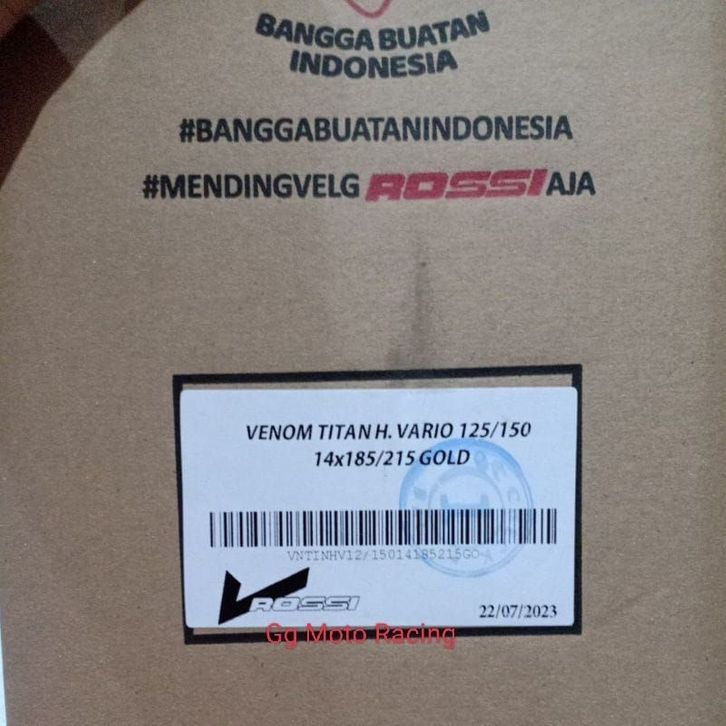 BANGGA BUATAN
INDONESIA
#BANGGABUATANINDONESIA
#MENDINGVELG ROSSI AJA
VENOM TITAN H. VARIO 125/150
14x185/215 GOLD
VNTINHV12/15014185215GO-A
ROSSI
22/07/2023
Gg Moto Racing